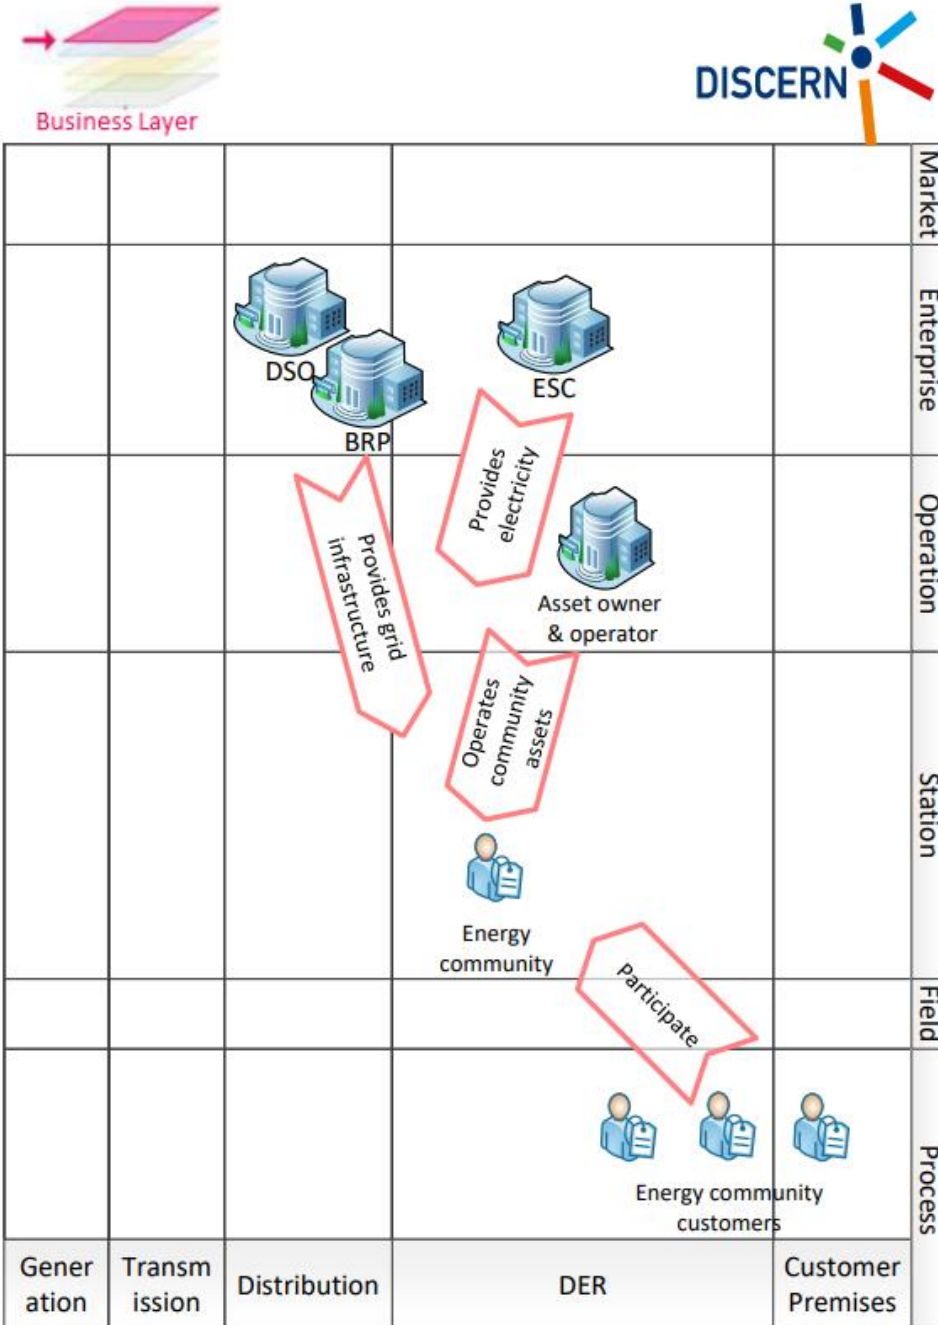 Business Layer
DISCERN
Market
Enterprise
DSO
BRP
ESC
Provides
electricity
Operation
Provides grid
infrastructure
Asset owner
& operator
Operates
community
assets
Station
Energy
community
Participate
Field
Energy community
customers
Process
Gener
ation
Transm
ission
Distribution
DER
Customer
Premises